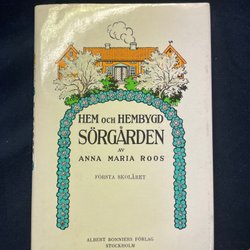 HEM OCH HEMBYGD
SÖRGÅRDEN
AV
ANNA MARIA ROOS
FÖRSTA SKOLÅRET
ALBERT BONNIERS FÖRLAG
STOCKHOLM